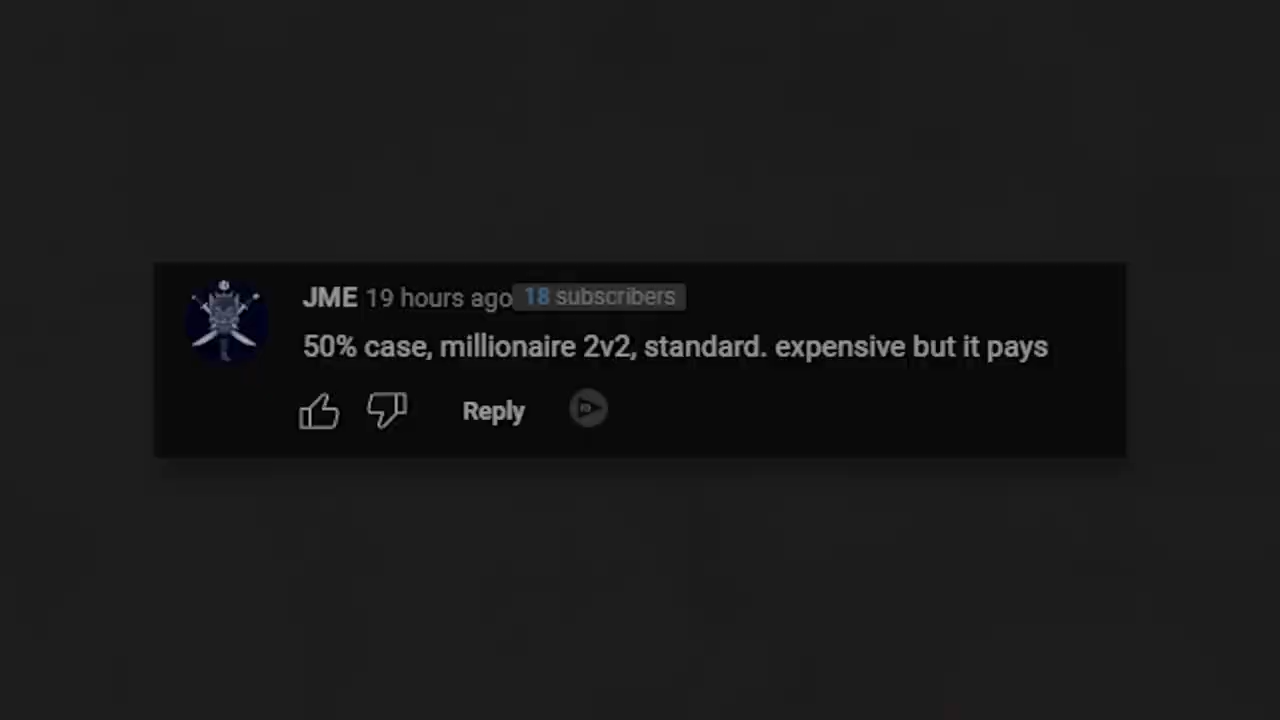 JME 19 hours ago 18 subscribers
50% case, millionaire 2v2, standard. expensive but it pays
Reply